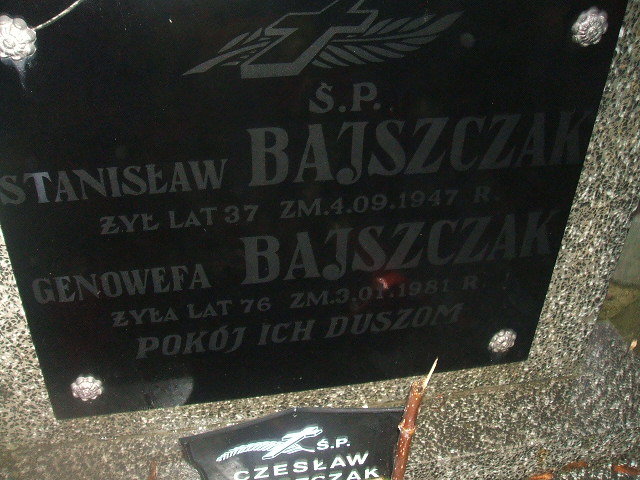 Ś.P.
STANISŁAW BAJSZCZAK
ŻYŁ LAT 37 ZM.4.09.1947 R.
GENOWEFA BAJSZCZAK
ŻYŁA LAT 76 ZM.3.01.1981 R.
POKÓJ ICH DUSZOM
Ś.P.
CZESŁAW